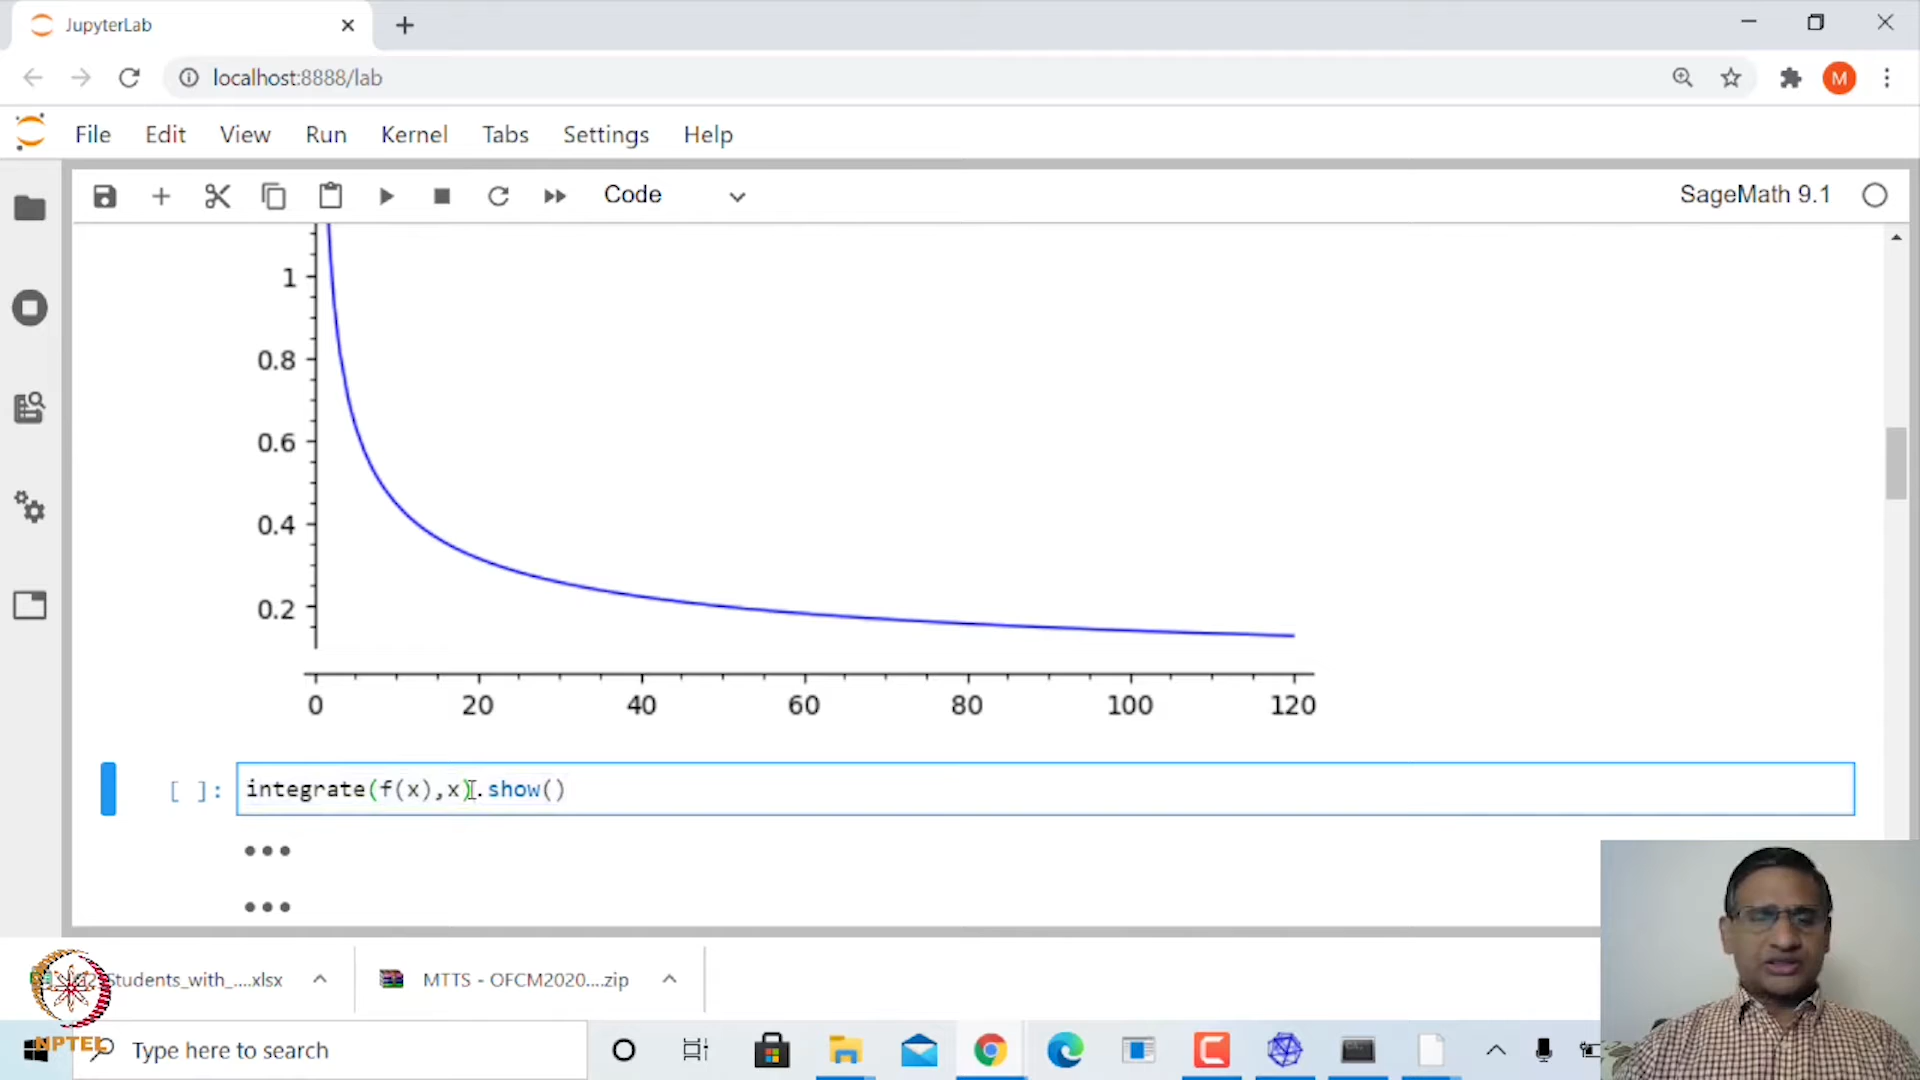 JupyterLab
localhost:8888/lab
M
File Edit View Run Kernel Tabs Settings Help
Code
SageMath 9.1
1
0.8
0.6
0.4
0.2
0 20 40 60 80 100 120
[ ]: integrate(f(x),x).show()
Students_with_....xlsx
MTTS - OFCM2020....zip
NPTEL
Type here to search